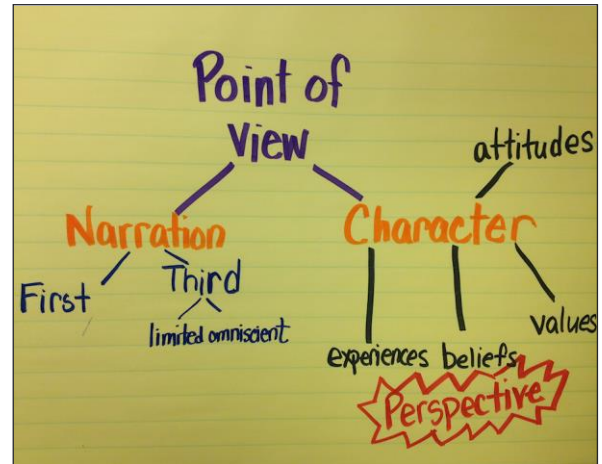 Point of
View
attitudes
Narration
Character
First
Third
limited omniscient
values
experiences beliefs
Perspective